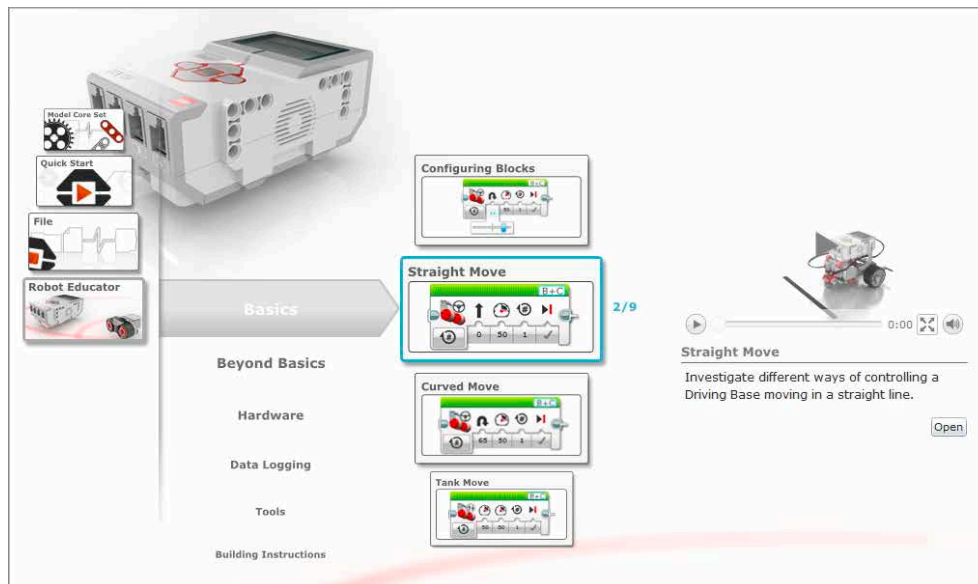 Model Core Set
Quick Start
File
Robot Educator
Basics
Beyond Basics
Hardware
Data Logging
Tools
Building Instructions
Configuring Blocks
B+C
1
Straight Move
B+C
0 50 1
2/9
Curved Move
B+C
65 50 1
Tank Move
B+C
50 50 1
0:00
Straight Move
Investigate different ways of controlling a
Driving Base moving in a straight line.
Open